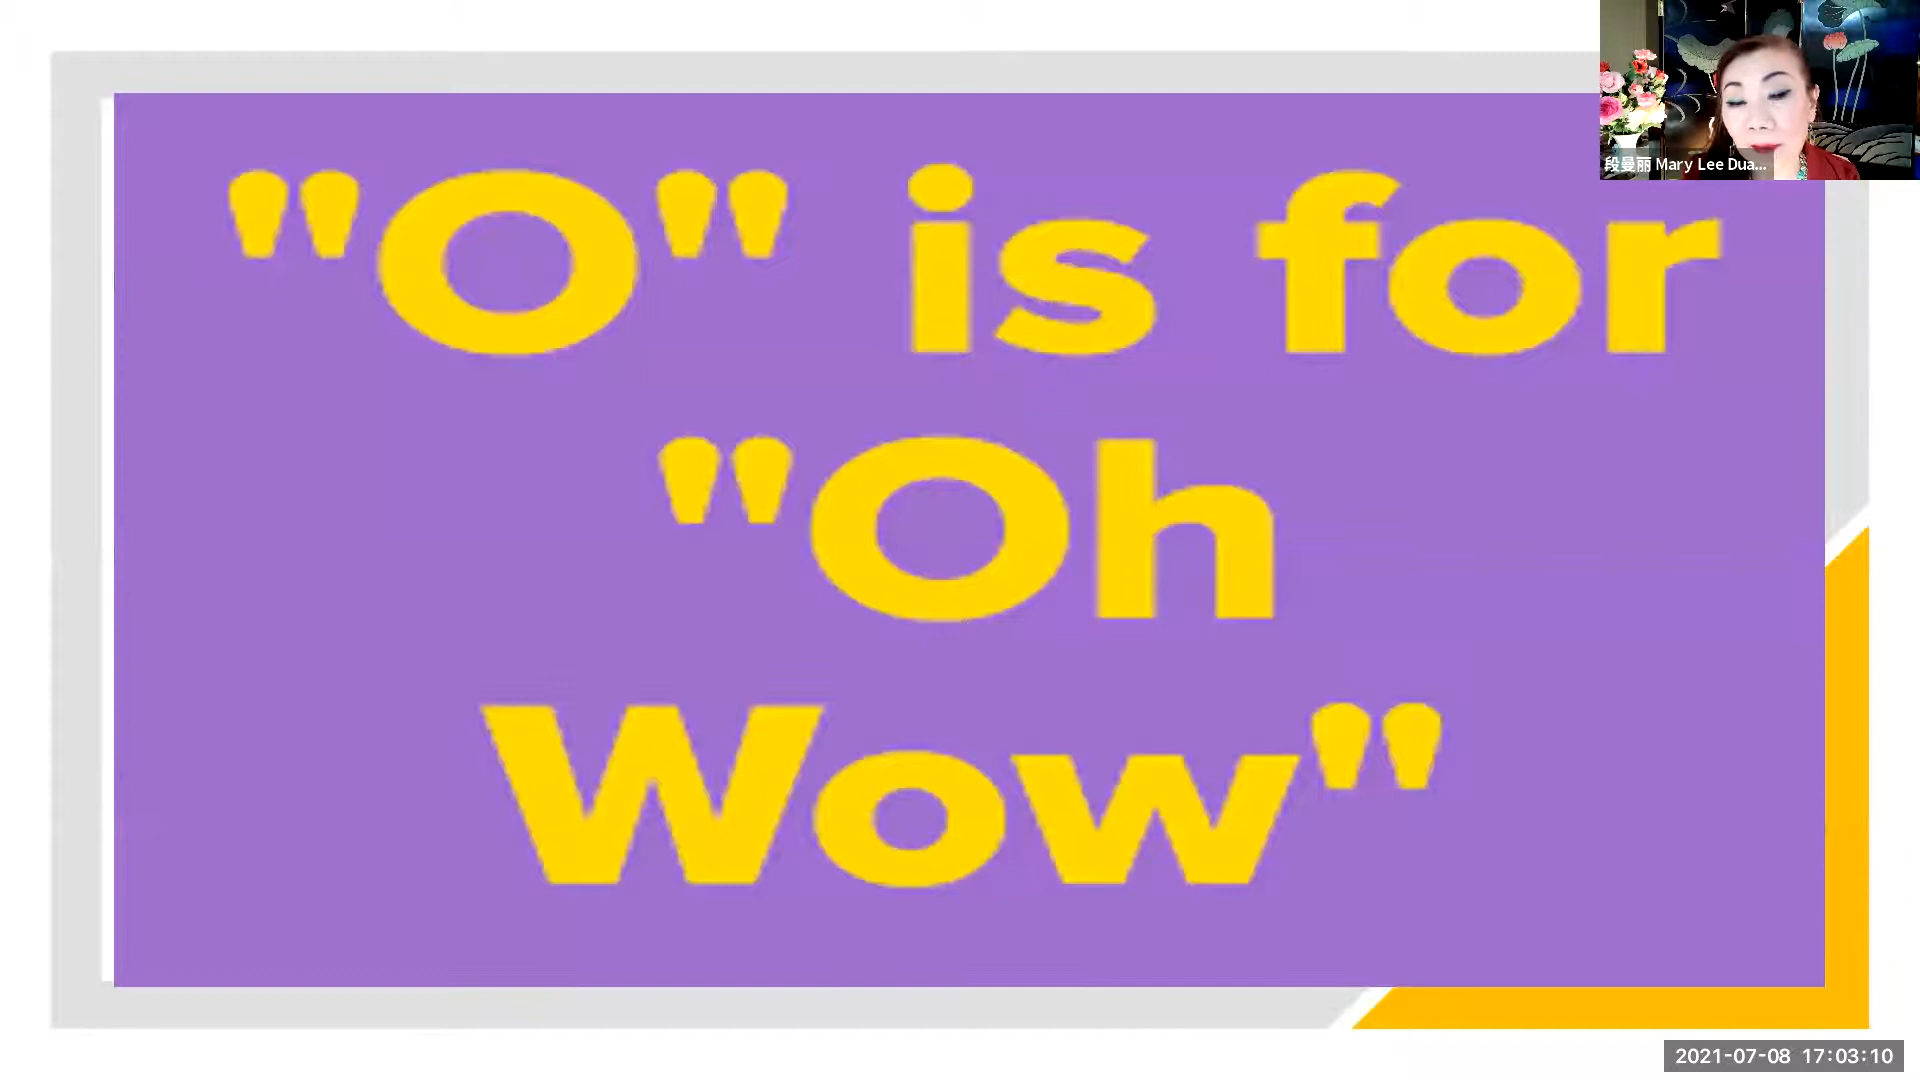 "O" is for
"Oh
Wow"
段曼丽 Mary Lee Dua...
2021-07-08 17:03:10